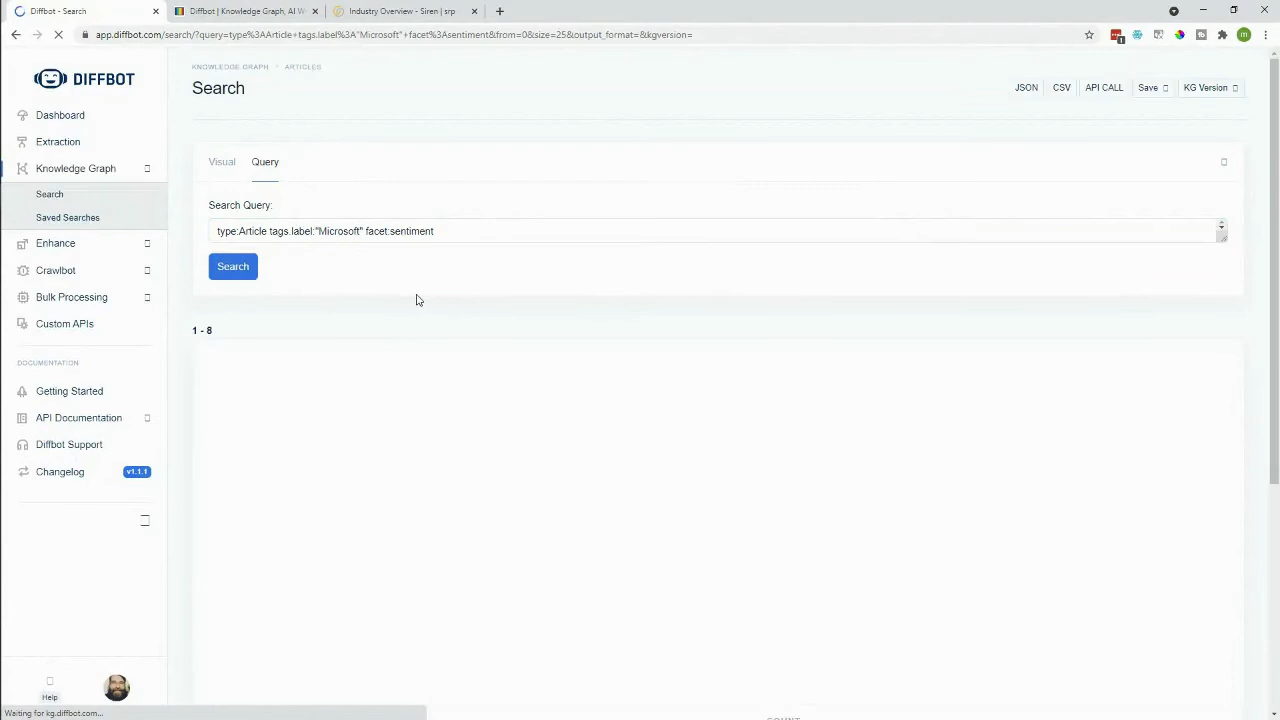 Diffbot - Search
Diffbot | Knowledge Graph, AI W
Industry Overview - Siren | srp
app.diffbot.com/search/?query=type%3AArticle+tags.label%3A"Microsoft"+facet%3Asentiment&from=0&size=25&output_format=&kgversion=
1
m
DIFFBOT
KNOWLEDGE GRAPH > ARTICLES
Search
JSON
CSV
API CALL
Save
KG Version
Dashboard
Extraction
Knowledge Graph
Search
Saved Searches
Enhance
Crawlbot
Bulk Processing
Custom APIs
DOCUMENTATION
Getting Started
API Documentation
Diffbot Support
Changelog
v1.1.1
Help
Visual
Query
Search Query:
type:Article tags.label:"Microsoft" facet:sentiment
Search
1 - 8
COUNT
Waiting for kg.diffbot.com...